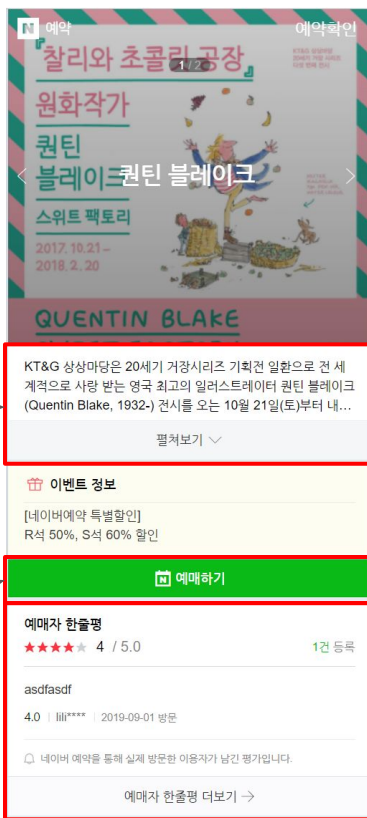 N 예약
예약확인
『찰리와 초콜릿 공장』
1/2
원화작가
퀀틴
블레이크
퀸틴 블레이크
스위트 팩토리
2017.10.21–
2018.2.20
QUENTIN BLAKE
KT&G 상상마당은 20세기 거장시리즈 기획전 일환으로 전 세
계적으로 사랑 받는 영국 최고의 일러스트레이터 퀀틴 블레이크
(Quentin Blake, 1932-) 전시를 오는 10월 21일(토)부터 내…
펼쳐보기
이벤트 정보
[네이버예약 특별할인]
R석 50%, S석 60% 할인
N 예매하기
예매자 한줄평
★★★★★ 4 / 5.0
1건 등록
asdfasdf
4.0 | lili**** | 2019-09-01 방문
네이버 예약을 통해 실제 방문한 이용자가 남긴 평가입니다.
예매자 한줄평 더보기 →